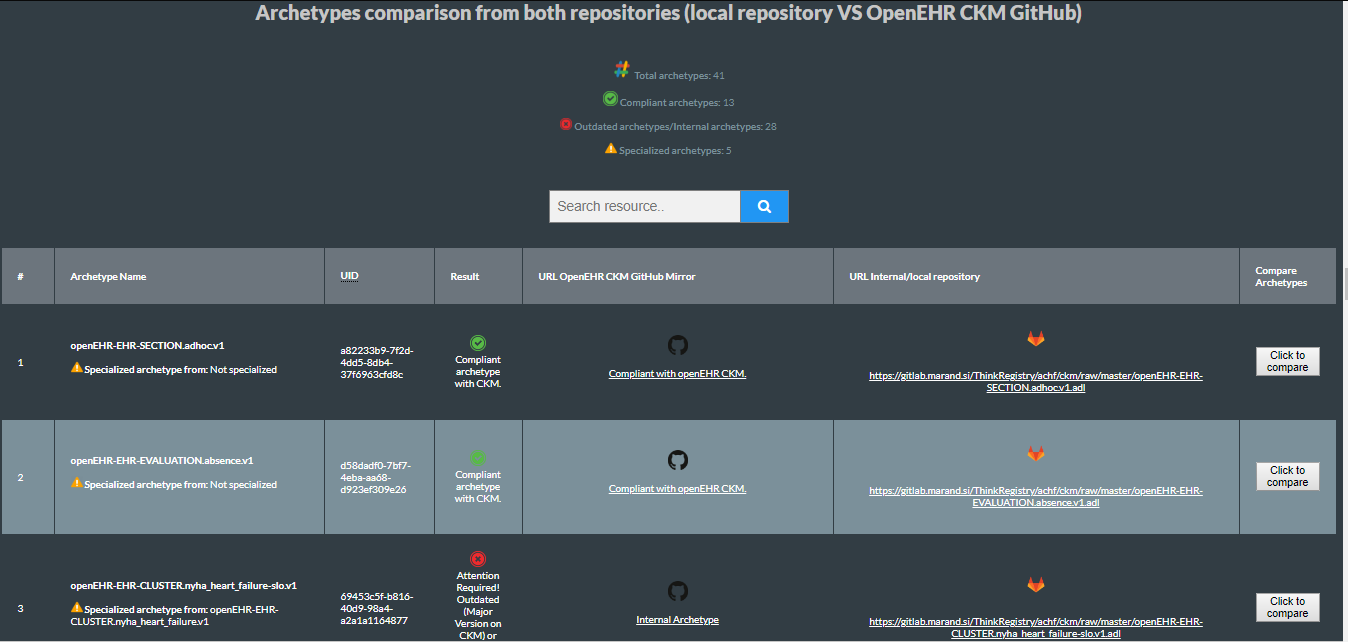 Archetypes comparison from both repositories (local repository VS OpenEHR CKM GitHub)
Total archetypes: 41
Compliant archetypes: 13
Outdated archetypes/Internal archetypes: 28
Specialized archetypes: 5
Search resource..
# Archetype Name UID Result URL OpenEHR CKM GitHub Mirror URL Internal/local repository Compare
Archetypes
1
openEHR-EHR-SECTION.adhoc.v1
Specialized archetype from: Not specialized
a82233b9-7f2d-
4dd5-8db4-
37f6963cfd8c
Compliant
archetype
with CKM.
Compliant with openEHR CKM.
https://gitlab.marand.si/ThinkRegistry/achf/ckm/raw/master/openEHR-EHR-
SECTION.adhoc.v1.adl
Click to
compare
2
openEHR-EHR-EVALUATION.absence.v1
Specialized archetype from: Not specialized
d58dadf0-7bf7-
4eba-aa68-
d923ef309e26
Compliant
archetype
with CKM.
Compliant with openEHR CKM.
https://gitlab.marand.si/ThinkRegistry/achf/ckm/raw/master/openEHR-EHR-
EVALUATION.absence.v1.adl
Click to
compare
3
openEHR-EHR-CLUSTER.nyha_heart_failure-slo.v1
Specialized archetype from: openEHR-EHR-
CLUSTER.nyha_heart_failure.v1
69453c5f-b816-
40d9-98a4-
a2a1a1164877
Attention
Required!
Outdated
(Major
Version on
CKM) or
Internal Archetype
https://gitlab.marand.si/ThinkRegistry/achf/ckm/raw/master/openEHR-EHR-
CLUSTER.nyha_heart_failure-slo.v1.adl
Click to
compare